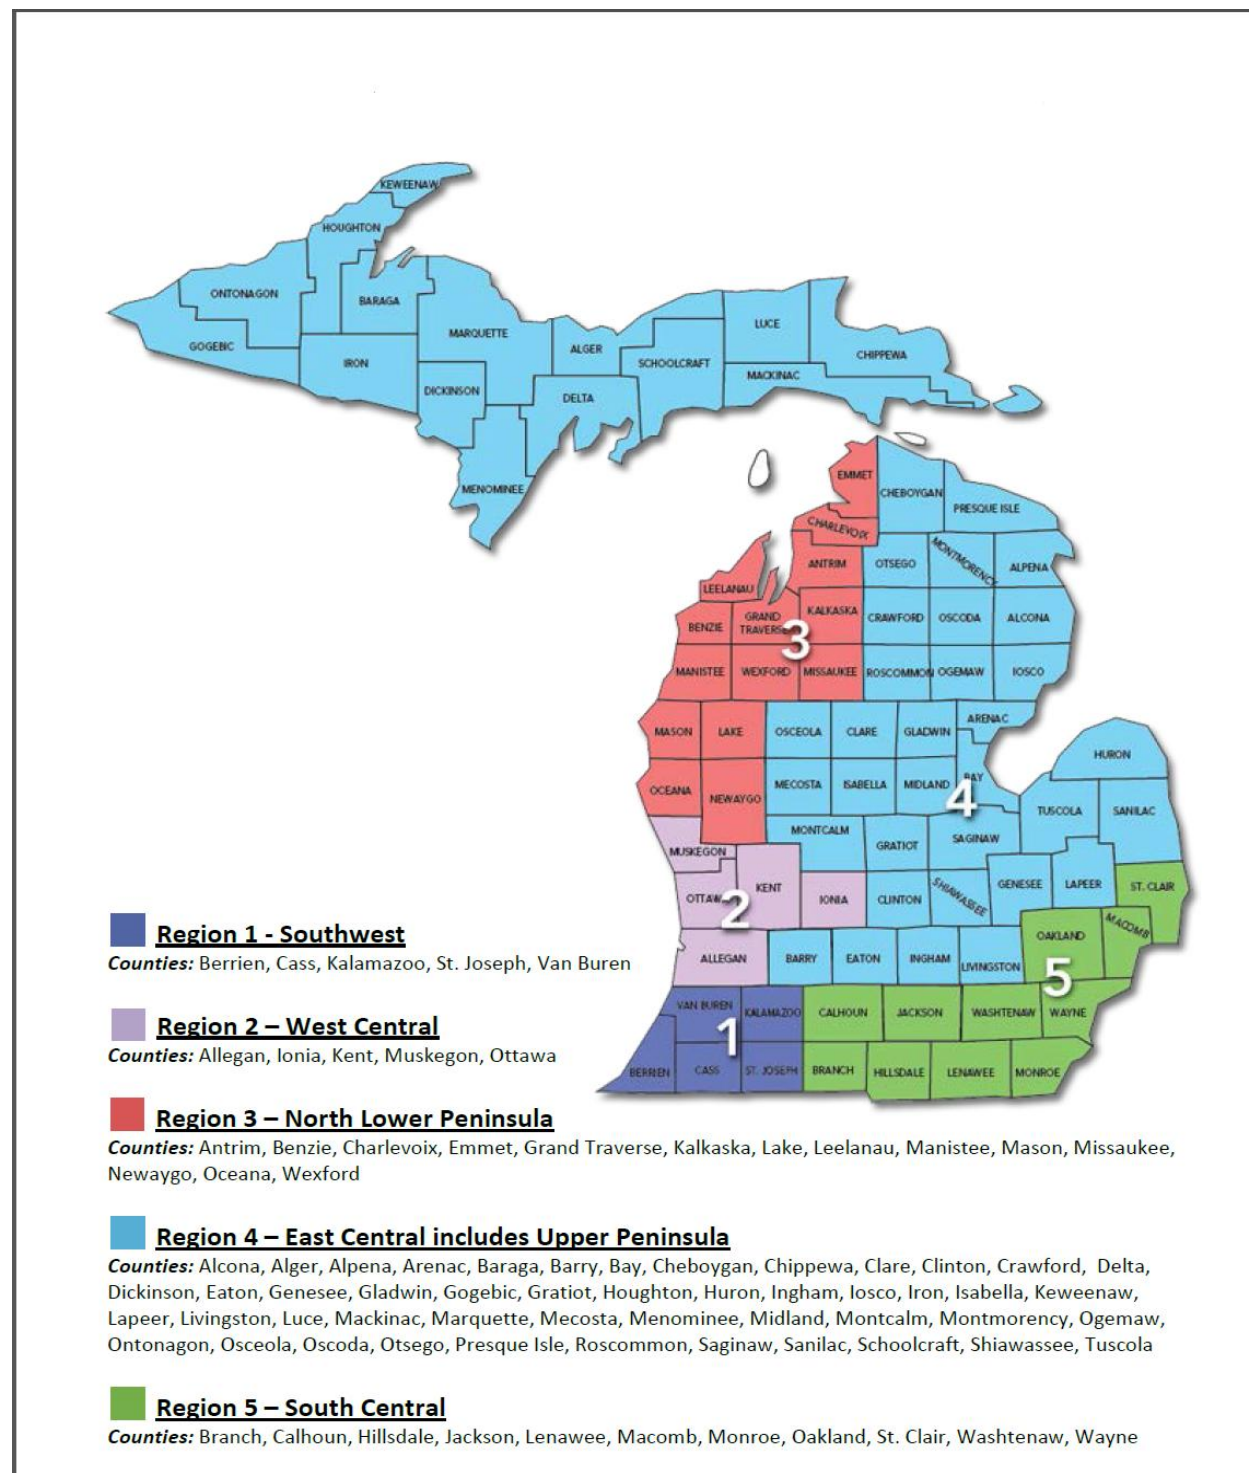 KEWEENAW
HOUGHTON
ONTONAGON
BARAGA
GOGEBIC
IRON
MARQUETTE
DICKINSON
MENOMINEE
ALGER
DELTA
SCHOOLCRAFT
LUCE
CHIPPEWA
MACKINAC
EMMET
CHEBOYGAN
PRESQUE ISLE
CHARLEVOIX
ANTRIM
OTSEGO
MONTMORENCY
ALPENA
LEELANAU
BENZIE
GRAND
TRAVERSE
KALKASKA
CRAWFORD
OSCODA
ALCONA
3
MANISTEE
WEXFORD
MISSAUKEE
ROSCOMMON
OGEMAW
IOSCO
MASON
LAKE
OSCEOLA
CLARE
GLADWIN
ARENAC
HURON
OCEANA
NEWAYGO
MECOSTA
ISABELLA
MIDLAND
BAY
4
TUSCOLA
SANILAC
MUSKEGON
MONTCALM
GRATIOT
SAGINAW
OTTAWA
2
KENT
IONIA
CLINTON
SHIAWASSEE
GENESEE
LAPEER
ST. CLAIR
ALLEGAN
BARRY
EATON
INGHAM
LIVINGSTON
OAKLAND
MACOMB
5
VAN BUREN
KALAMAZOO
CALHOUN
JACKSON
WASHTENAW
WAYNE
1
BERRIEN
CASS
ST. JOSEPH
BRANCH
HILLSDALE
LENAWEE
MONROE
Region 1 - Southwest
Counties: Berrien, Cass, Kalamazoo, St. Joseph, Van Buren
Region 2 – West Central
Counties: Allegan, Ionia, Kent, Muskegon, Ottawa
Region 3 – North Lower Peninsula
Counties: Antrim, Benzie, Charlevoix, Emmet, Grand Traverse, Kalkaska, Lake, Leelanau, Manistee, Mason, Missaukee,
Newaygo, Oceana, Wexford
Region 4 – East Central includes Upper Peninsula
Counties: Alcona, Alger, Alpena, Arenac, Baraga, Barry, Bay, Cheboygan, Chippewa, Clare, Clinton, Crawford, Delta,
Dickinson, Eaton, Genesee, Gladwin, Gogebic, Gratiot, Houghton, Huron, Ingham, Iosco, Iron, Isabella, Keweenaw,
Lapeer, Livingston, Luce, Mackinac, Marquette, Mecosta, Menominee, Midland, Montcalm, Montmorency, Ogemaw,
Ontonagon, Osceola, Oscoda, Otsego, Presque Isle, Roscommon, Saginaw, Sanilac, Schoolcraft, Shiawassee, Tuscola
Region 5 – South Central
Counties: Branch, Calhoun, Hillsdale, Jackson, Lenawee, Macomb, Monroe, Oakland, St. Clair, Washtenaw, Wayne